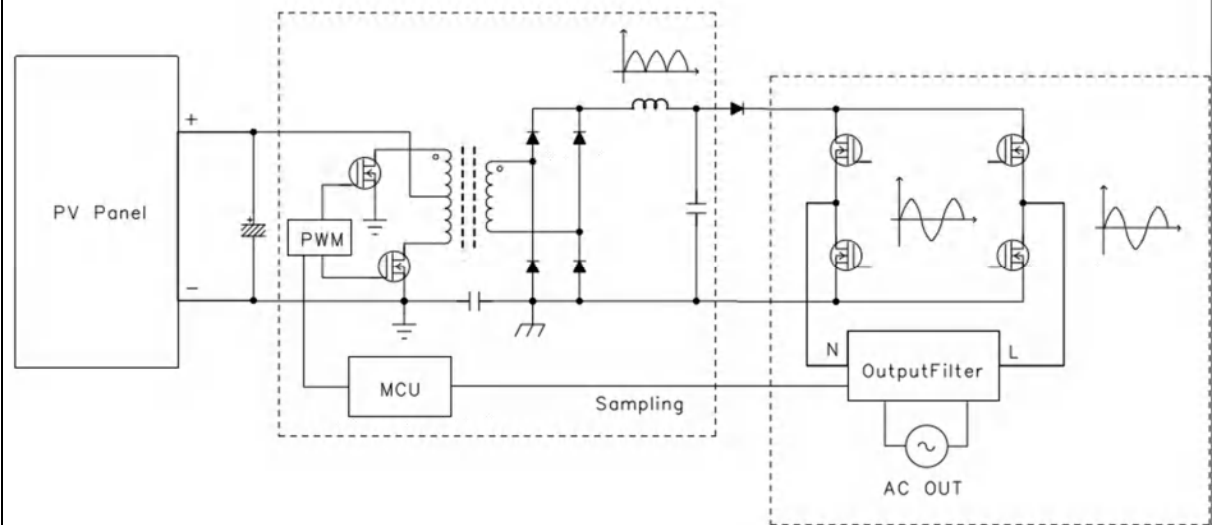 +
PV Panel
PWM
-
MCU
Sampling
N
L
OutputFilter
AC OUT